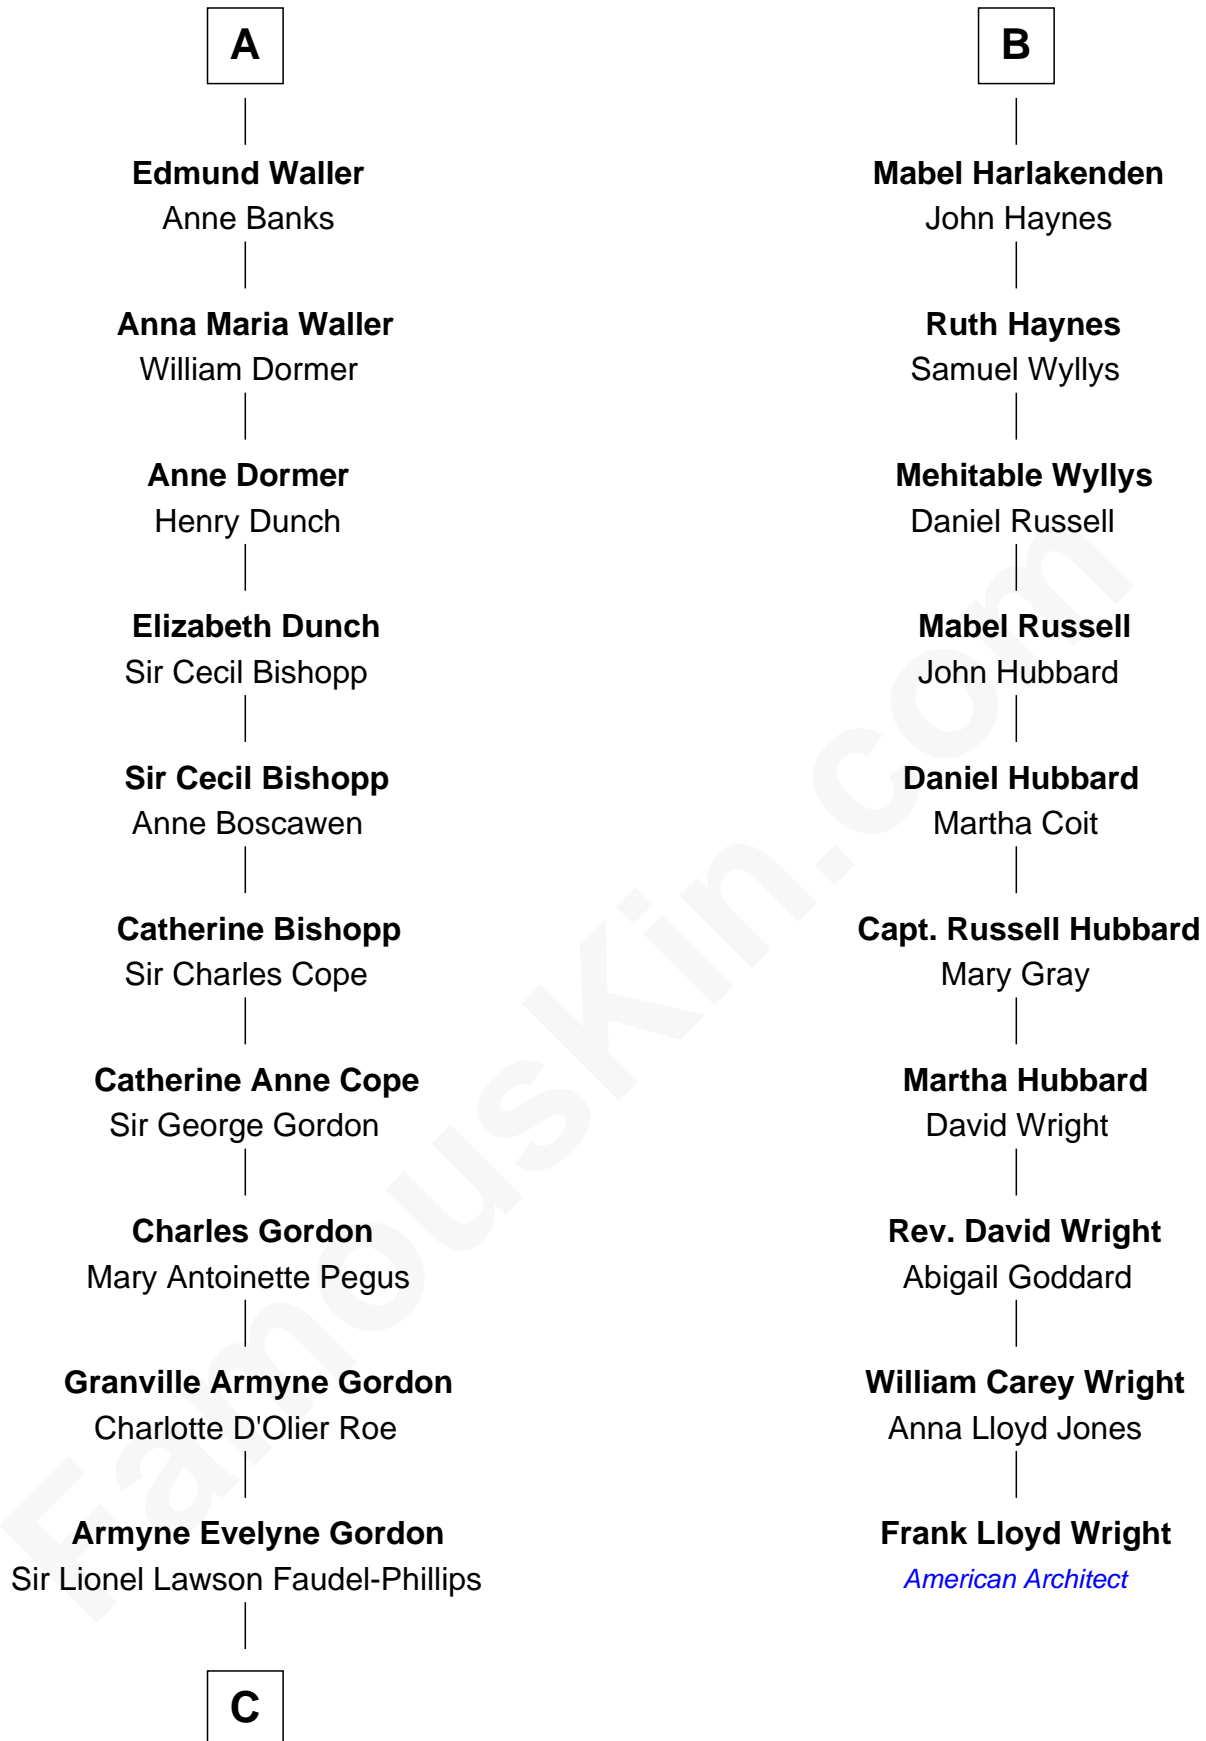 A
Edmund Waller
Anne Banks
Anna Maria Waller
William Dormer
Anne Dormer
Henry Dunch
Elizabeth Dunch
Sir Cecil Bishopp
Sir Cecil Bishopp
Anne Boscawen
Catherine Bishopp
Sir Charles Cope
Catherine Anne Cope
Sir George Gordon
Charles Gordon
Mary Antoinette Pegus
Granville Armyne Gordon
Charlotte D'Olier Roe
Armyne Evelyne Gordon
Sir Lionel Lawson Faudel-Phillips
C
B
Mabel Harlakenden
John Haynes
Ruth Haynes
Samuel Wyllys
Mehitable Wyllys
Daniel Russell
Mabel Russell
John Hubbard
Daniel Hubbard
Martha Coit
Capt. Russell Hubbard
Mary Gray
Martha Hubbard
David Wright
Rev. David Wright
Abigail Goddard
William Carey Wright
Anna Lloyd Jones
Frank Lloyd Wright
American Architect
FamousKin.com